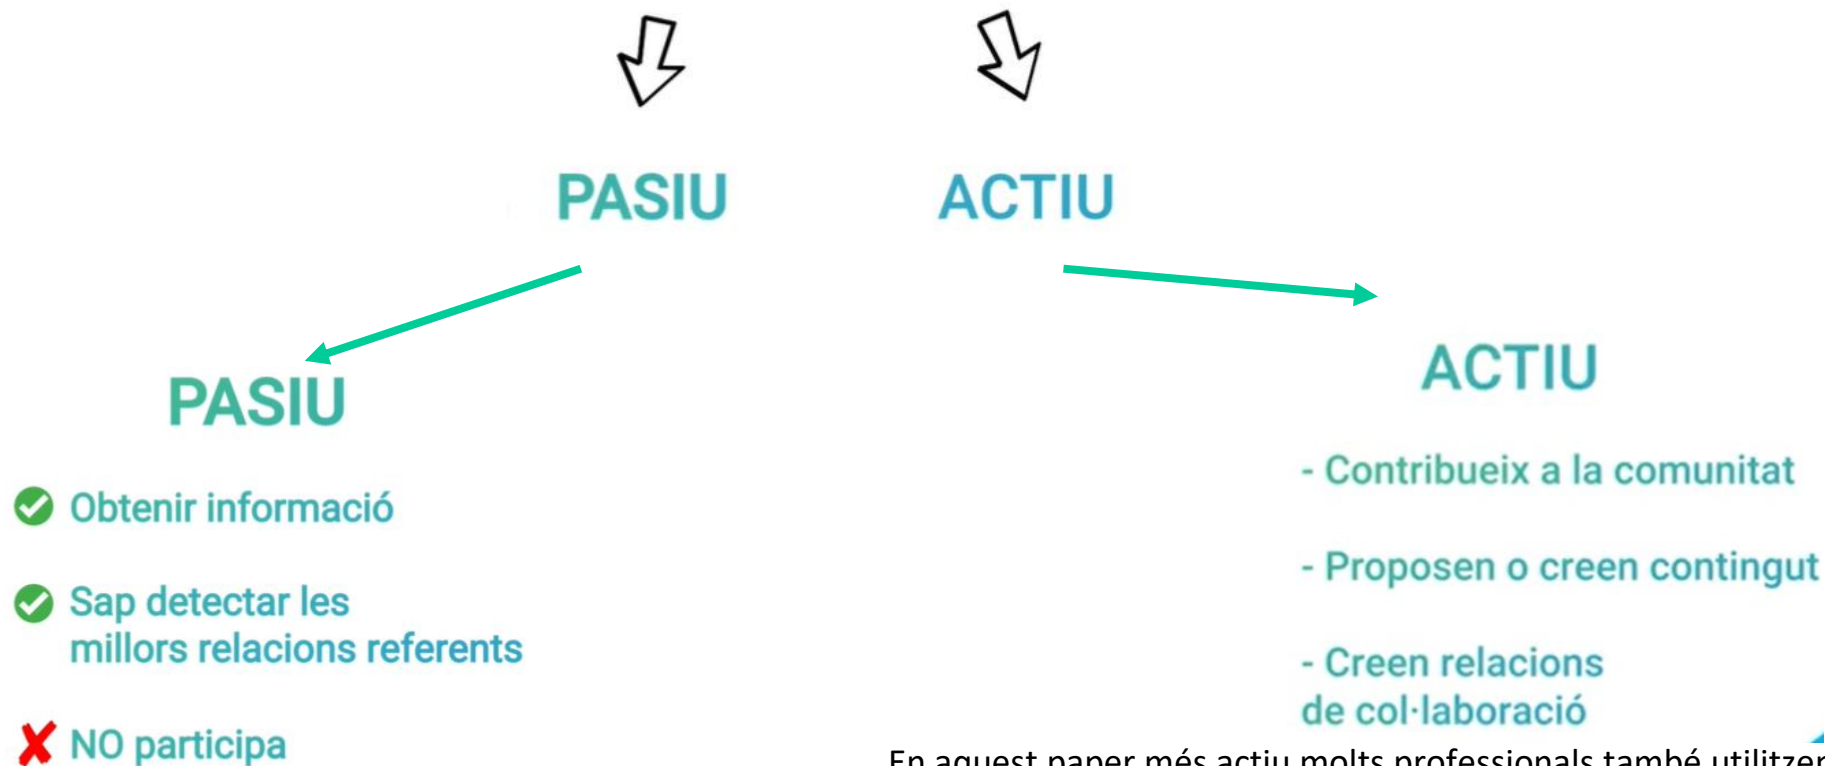 PASIU
ACTIU
PASIU
Obtenir informació
Sap detectar les
millors relacions referents
NO participa
ACTIU
- Contribueix a la comunitat
- Proposen o creen contingut
- Creen relacions
de col·laboració
En aquest paper més actiu molts professionals també utilitzen